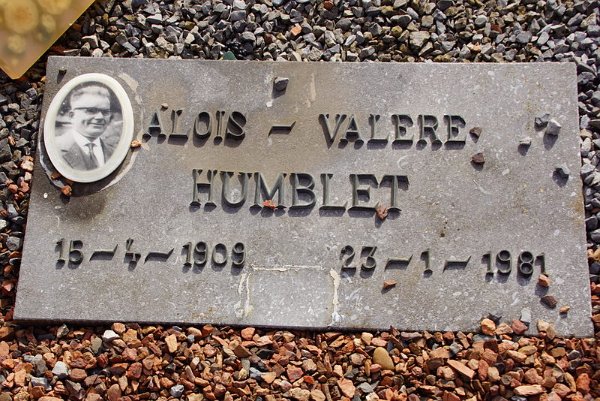 ALOIS - VALERE
HUMBLET
15-4-1909 23-1-1981